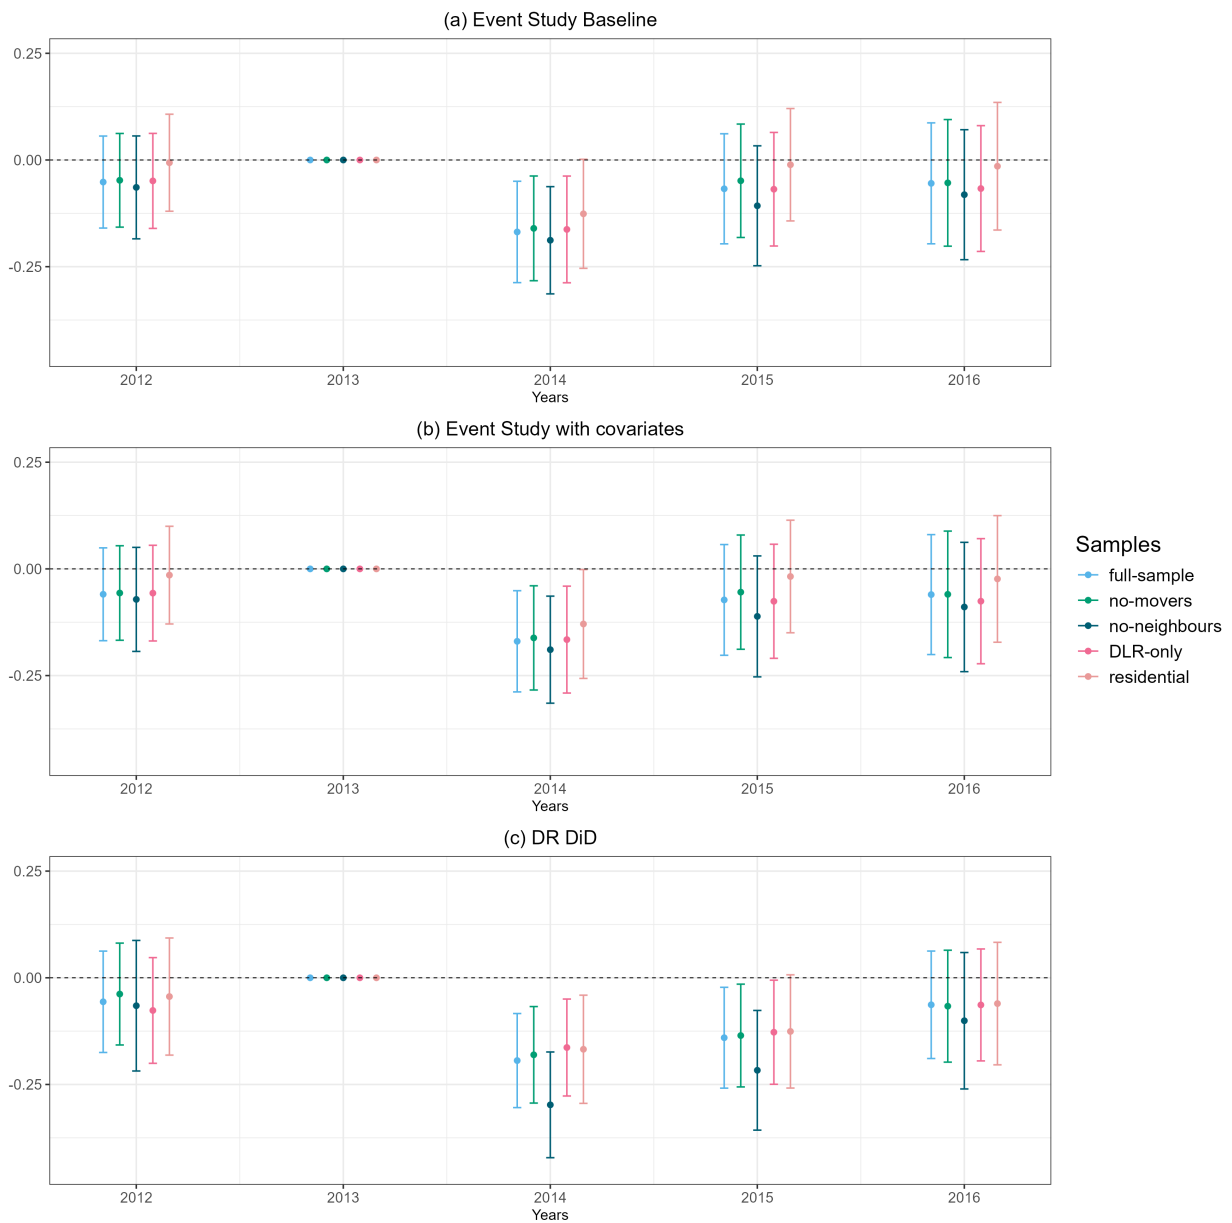 (a) Event Study Baseline
0.25
0.00
-0.25
2012 2013 2014 2015 2016
Years
(b) Event Study with covariates
0.25
0.00
-0.25
2012 2013 2014 2015 2016
Years
Samples
full-sample
no-movers
no-neighbours
DLR-only
residential
(c) DR DiD
0.25
0.00
-0.25
2012 2013 2014 2015 2016
Years